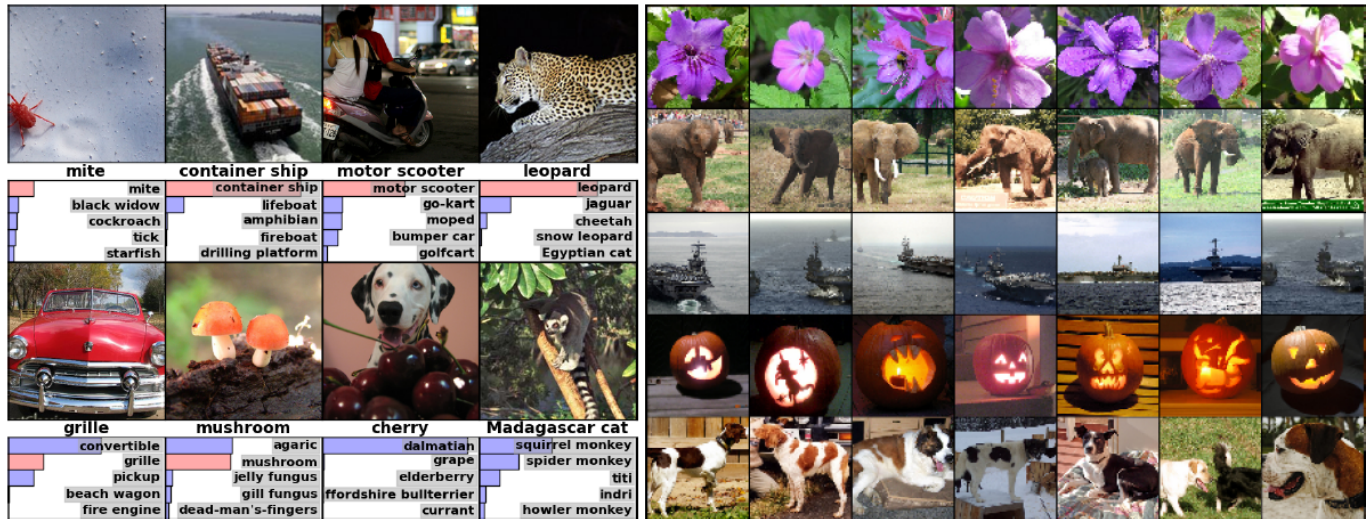 mite
container ship
motor scooter
leopard
mite
black widow
cockroach
tick
starfish
container ship
lifeboat
amphibian
fireboat
drilling platform
motor scooter
go-kart
moped
bumper car
golfcart
leopard
jaguar
cheetah
snow leopard
Egyptian cat
grille
mushroom
cherry
Madagascar cat
convertible
grille
pickup
beach wagon
fire engine
agaric
mushroom
jelly fungus
gill fungus
dead-man's-fingers
dalmatian
grape
elderberry
ffordshire bullterrier
currant
squirrel monkey
spider monkey
titi
indri
howler monkey